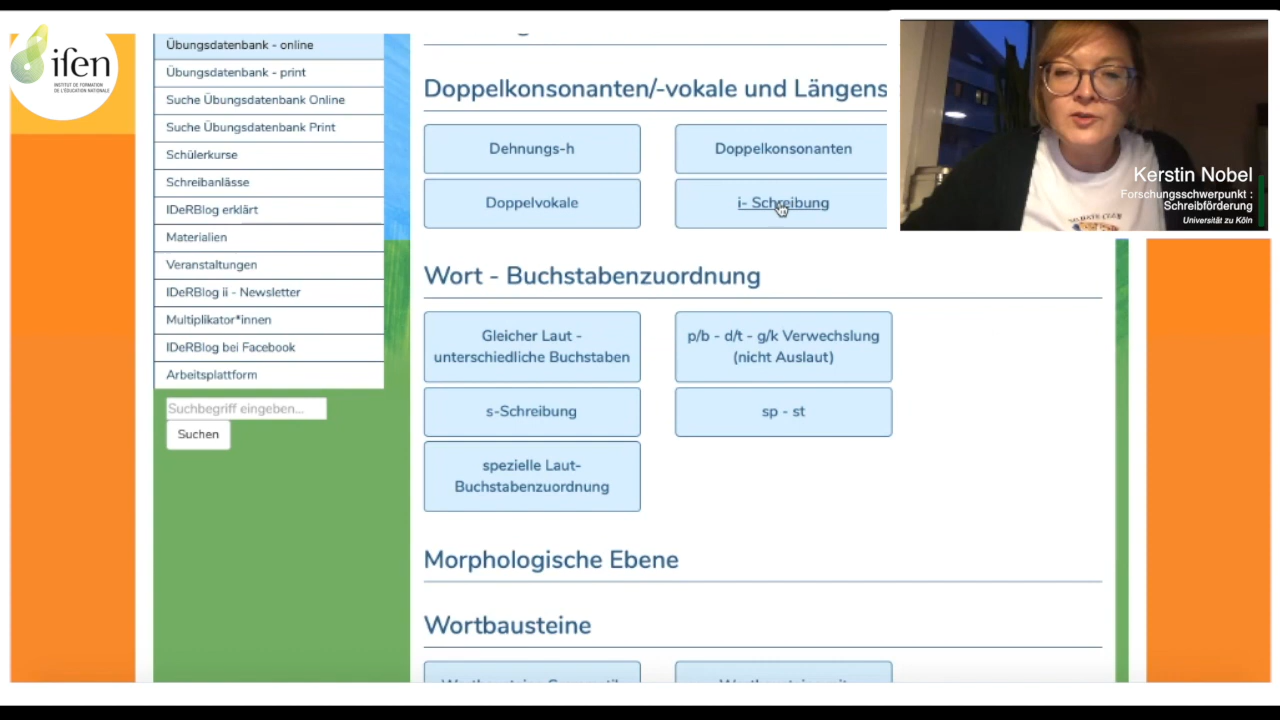 ifen
INSTITUT DE FORMATION
DE L'ÉDUCATION NATIONALE
Übungsdatenbank - online
Übungsdatenbank - print
Suche Übungsdatenbank Online
Suche Übungsdatenbank Print
Schülerkurse
Schreibanlässe
IDeRBlog erklärt
Materialien
Veranstaltungen
IDeRBlog ii - Newsletter
Multiplikator*innen
IDeRBlog bei Facebook
Arbeitsplattform
Suchbegriff eingeben...
Suchen
Doppelkonsonanten/-vokale und Längens
Dehnungs-h
Doppelkonsonanten
Doppelvokale
i- Schreibung
Wort - Buchstabenzuordnung
Gleicher Laut -
unterschiedliche Buchstaben
p/b - d/t - g/k Verwechslung
(nicht Auslaut)
s-Schreibung
sp - st
spezielle Laut-
Buchstabenzuordnung
Morphologische Ebene
Wortbausteine
Kerstin Nobel
Forschungsschwerpunkt :
Schreibförderung
Universität zu Köln